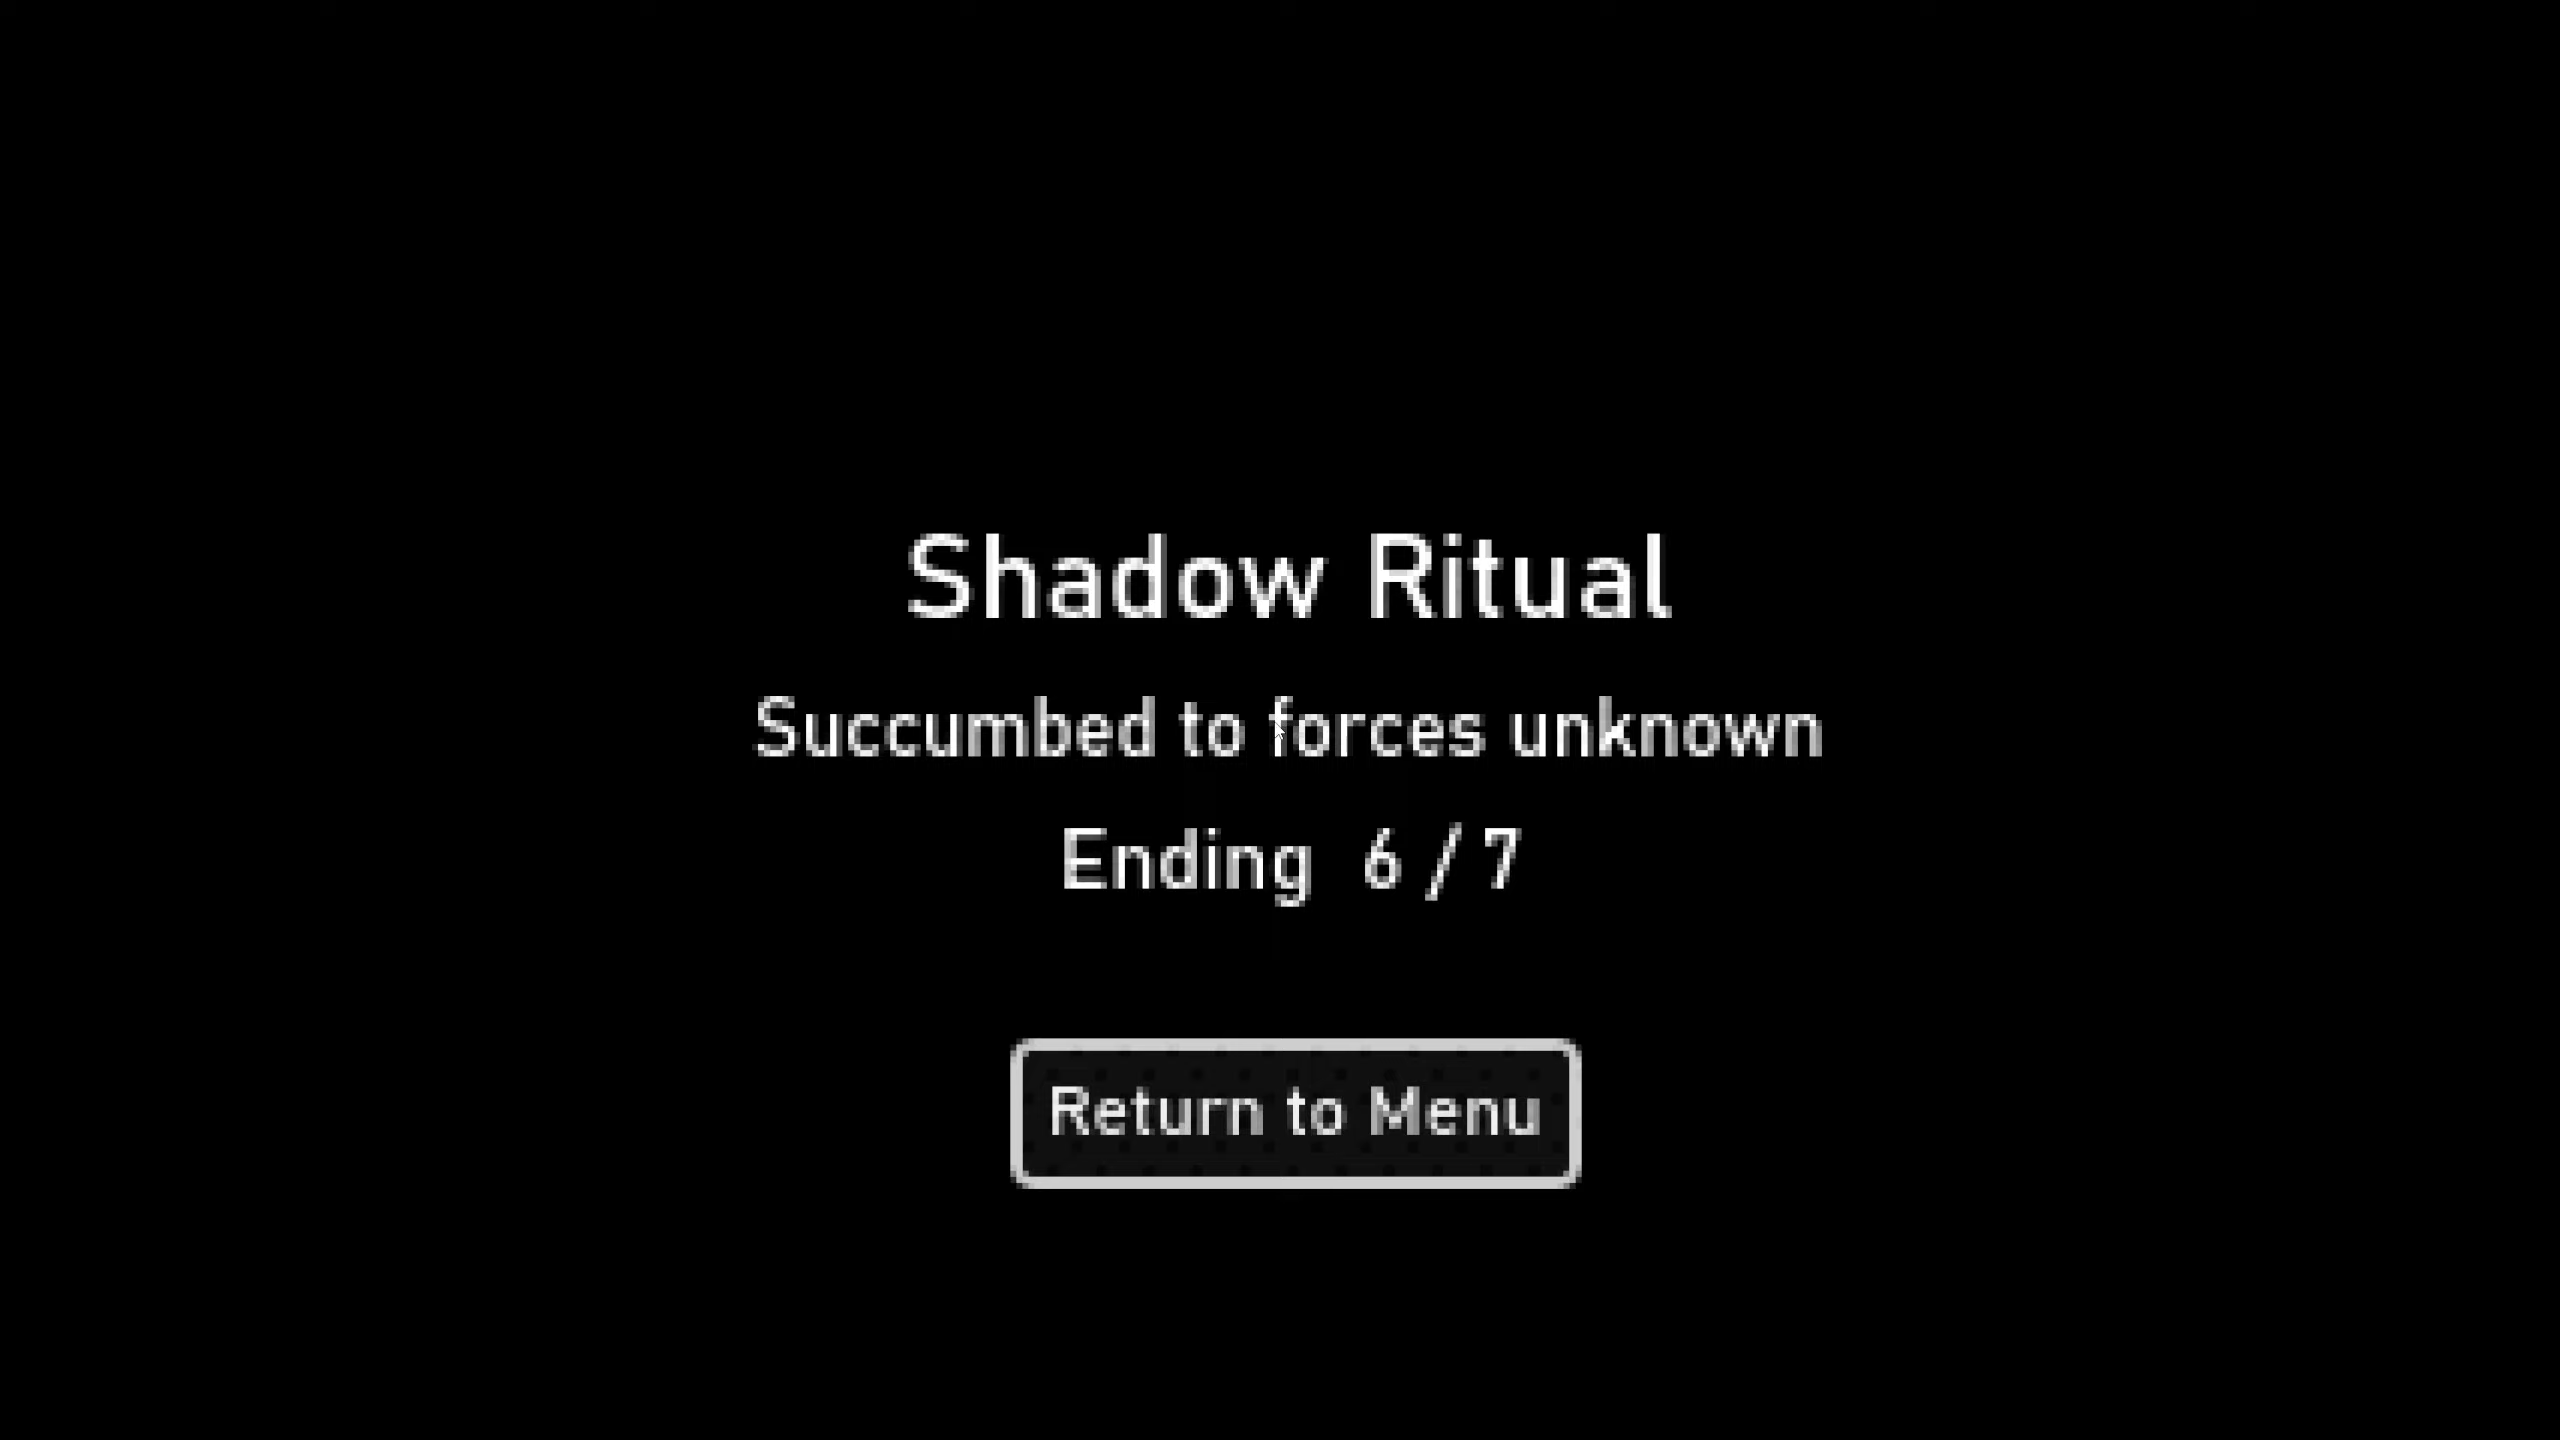 Shadow Ritual
Succumbed to forces unknown
Ending 6 / 7
Return to Menu